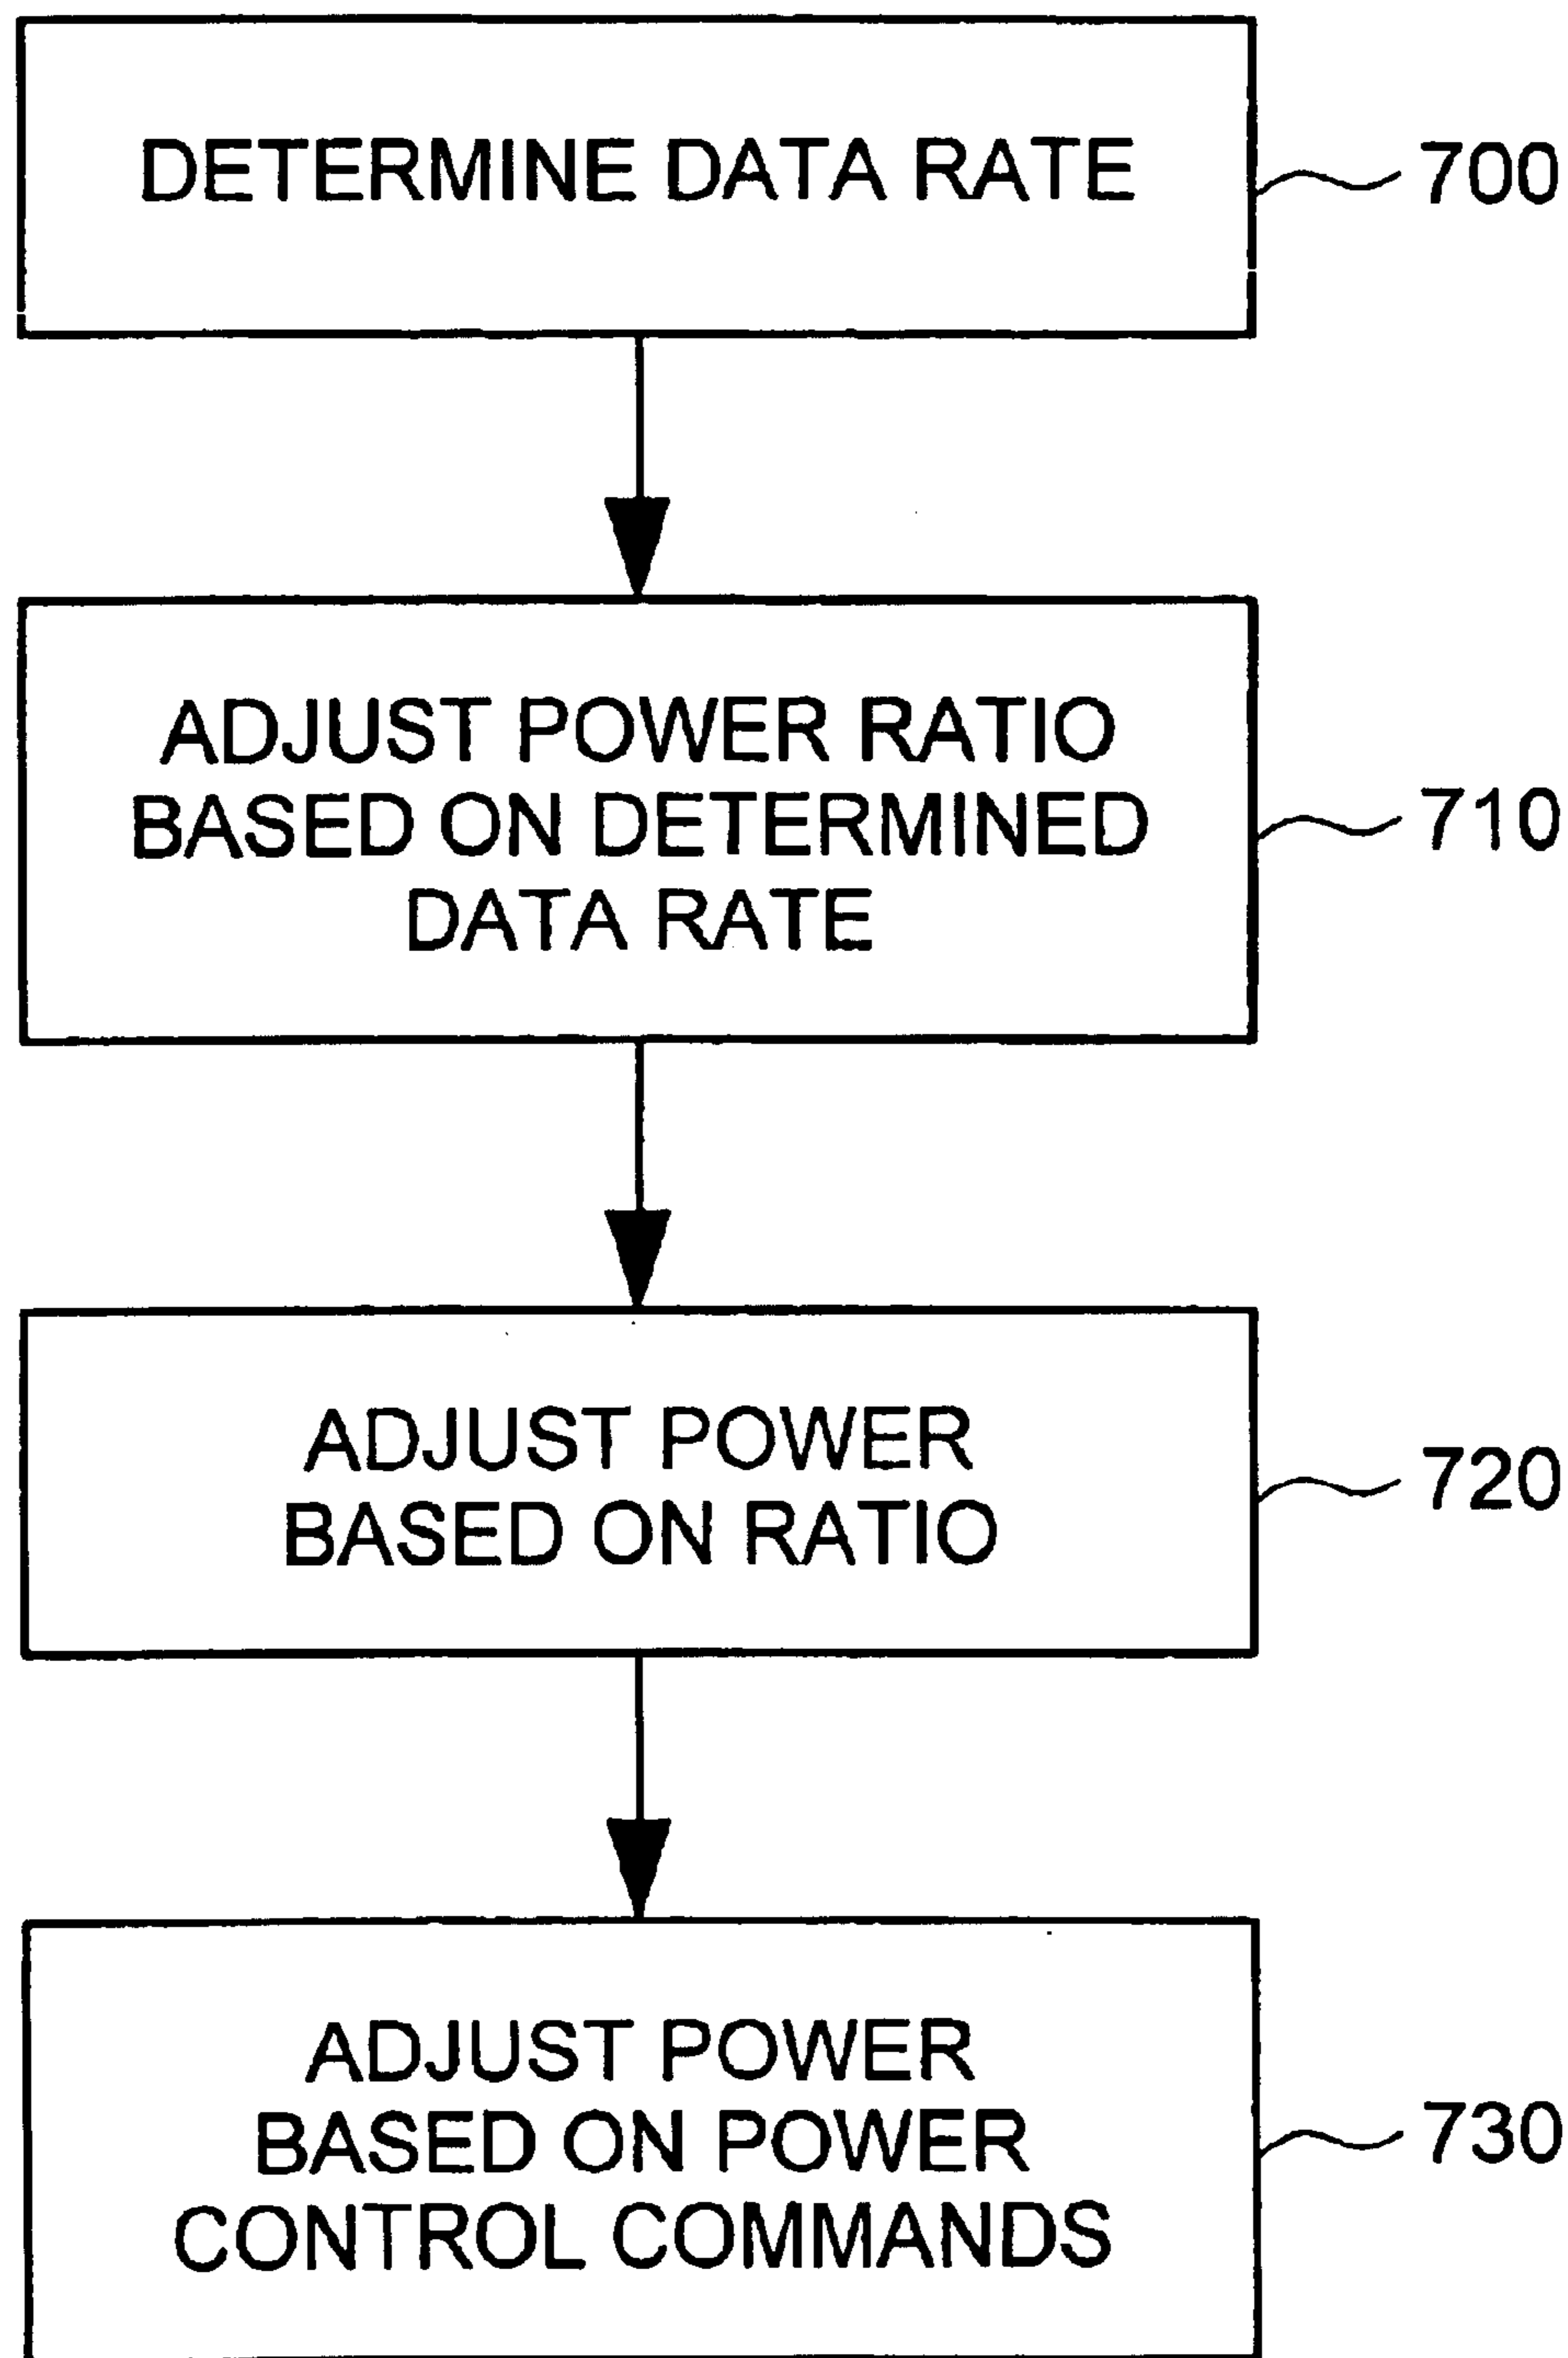 DETERMINE DATA RATE
700
ADJUST POWER RATIO
BASED ON DETERMINED
DATA RATE
710
ADJUST POWER
BASED ON RATIO
720
ADJUST POWER
BASED ON POWER
CONTROL COMMANDS
730